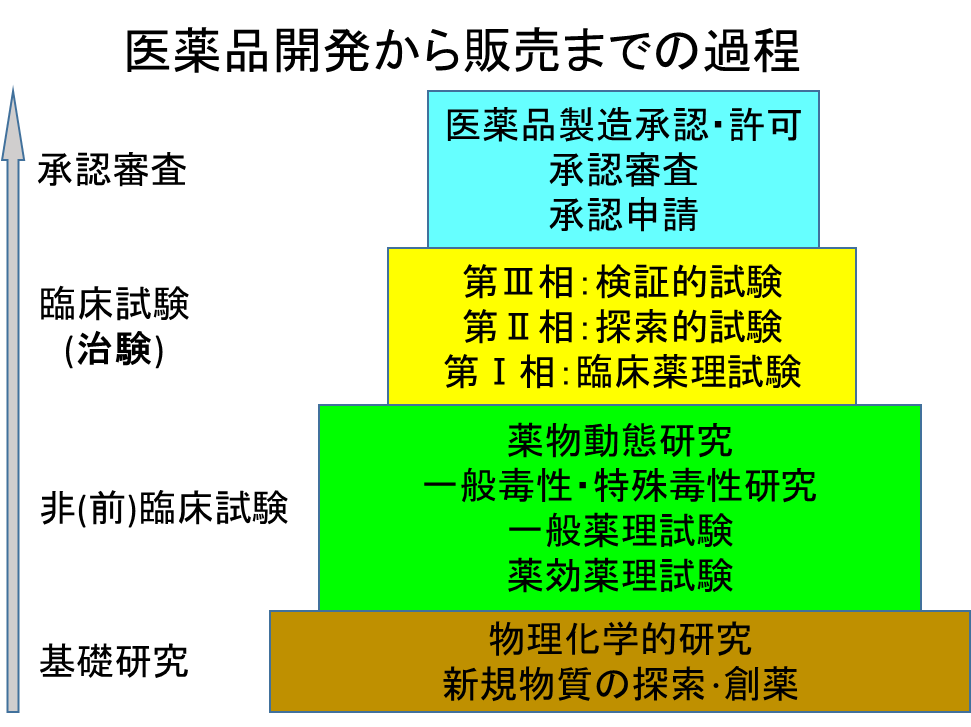 医薬品開発から販売までの過程
医薬品製造承認・許可
承認審査
承認申請
承認審査
第Ⅲ相：検証的試験
第Ⅱ相：探索的試験
第Ⅰ相：臨床薬理試験
臨床試験
(治験)
薬物動態研究
一般毒性・特殊毒性研究
一般薬理試験
薬効薬理試験
非(前)臨床試験
物理化学的研究
新規物質の探索・創薬
基礎研究